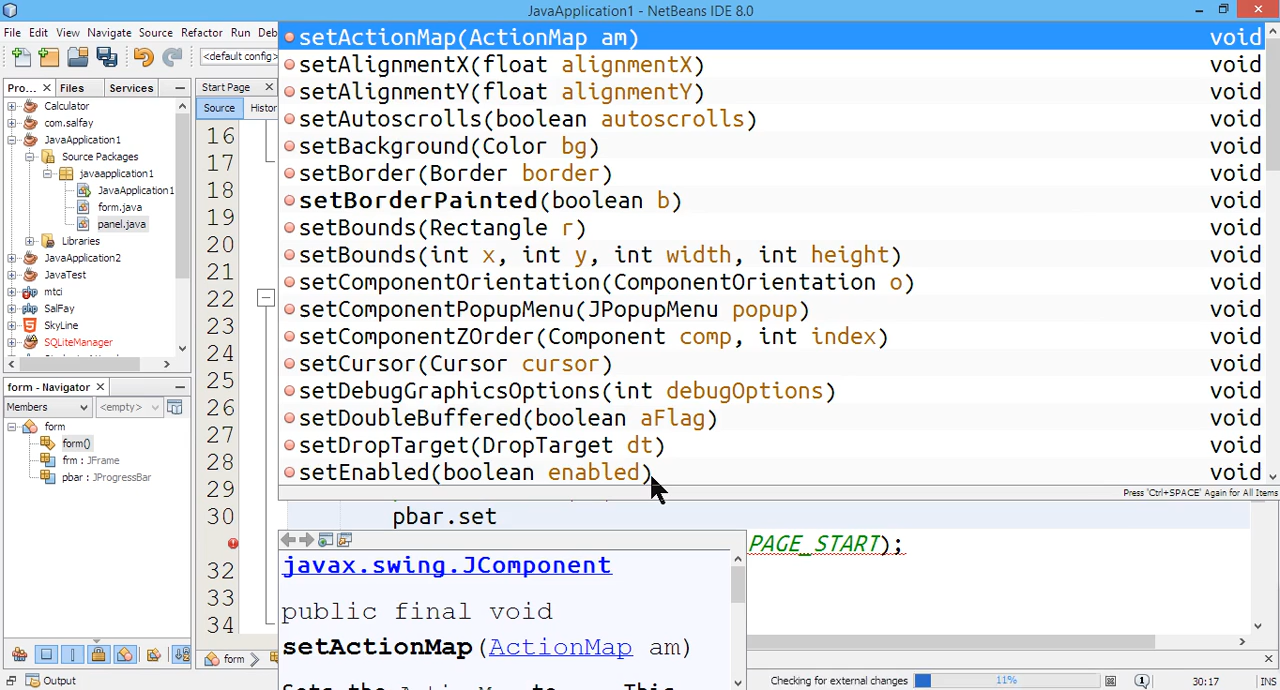 JavaApplication1 - NetBeans IDE 8.0
File Edit View Navigate Source Refactor Run Deb
<default config>
setActionMap(ActionMap am) void
setAlignmentX(float alignmentX) void
setAlignmentY(float alignmentY) void
setAutoscrolls(boolean autoscrolls) void
setBackground(Color bg) void
setBorder(Border border) void
setBorderPainted(boolean b) void
setBounds(Rectangle r) void
setBounds(int x, int y, int width, int height) void
setComponentOrientation(ComponentOrientation o) void
setComponentPopupMenu(JPopupMenu popup) void
setComponentZOrder(Component comp, int index) void
setCursor(Cursor cursor) void
setDebugGraphicsOptions(int debugOptions) void
setDoubleBuffered(boolean aFlag) void
setDropTarget(DropTarget dt) void
setEnabled(boolean enabled) void
Press 'Ctrl+SPACE' Again for All Items
Pro... Files Services
Calculator
com.salfay
JavaApplication1
Source Packages
javaapplication1
JavaApplication1
form.java
panel.java
Libraries
JavaApplication2
JavaTest
mtci
SalFay
SkyLine
SQLiteManager
form - Navigator
Members <empty>
form
form()
frm : JFrame
pbar : JProgressBar
Start Page
Source Histor
16
17
18
19
20
21
22
23
24
25
26
27
28
29
30 pbar.set
PAGE_START);
32
33
34
javax.swing.JComponent
public final void
setActionMap(ActionMap am)
form
Output
Checking for external changes 11% 1 30:17 INS